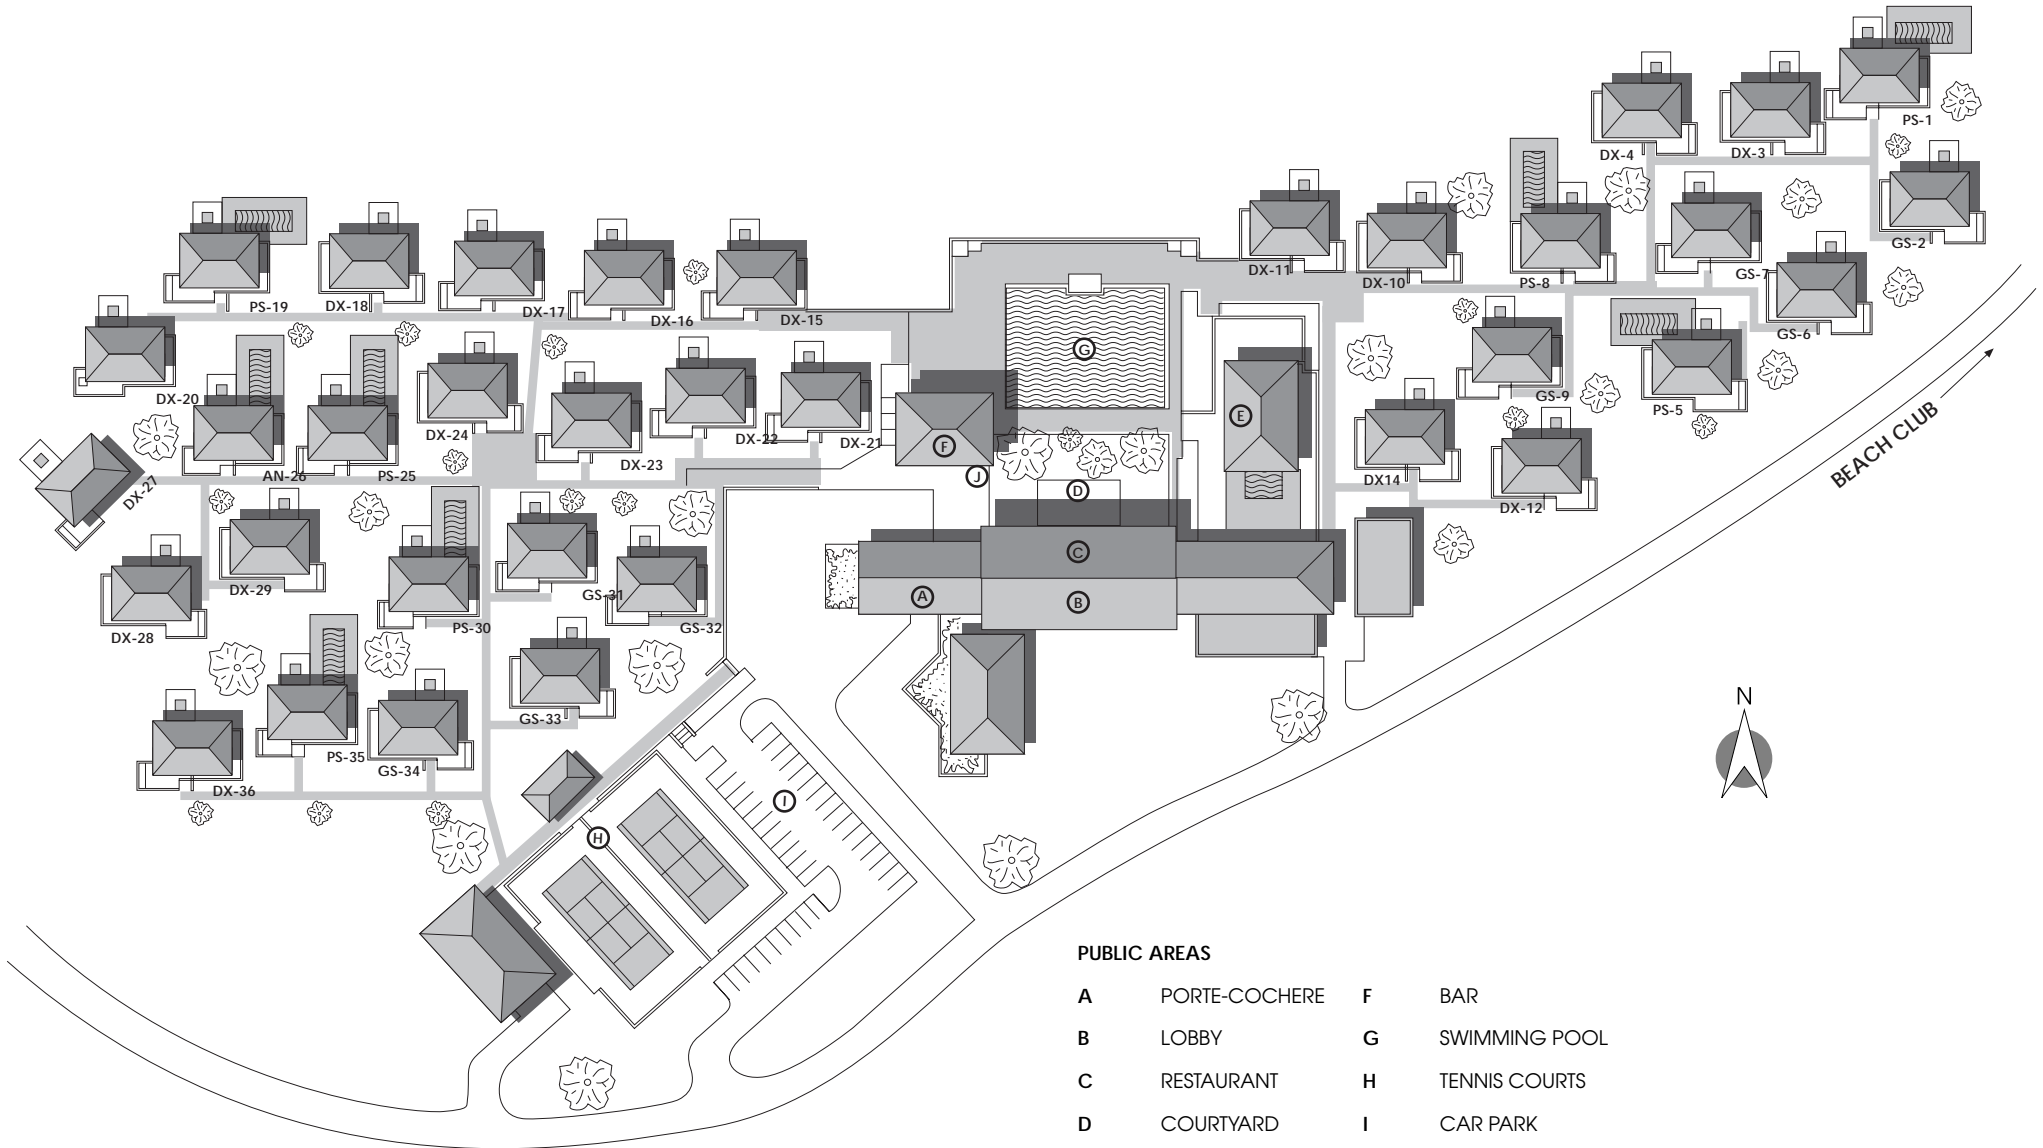 PS-1
DX-4
DX-3
GS-2
DX-11
DX-10
PS-8
GS-7
GS-6
PS-19
DX-18
DX-17
DX-16
DX-15
G
DX-20
DX-24
DX-22
DX-21
E
GS-9
PS-5
BEACH CLUB
DX-23
F
J
D
DX14
DX-12
AN-26
PS-25
DX-27
C
DX-29
GS-31
A
B
DX-28
PS-30
GS-32
N
GS-33
PS-35
GS-34
DX-36
I
H
PUBLIC AREAS
A PORTE-COCHERE F BAR
B LOBBY G SWIMMING POOL
C RESTAURANT H TENNIS COURTS
D COURTYARD I CAR PARK